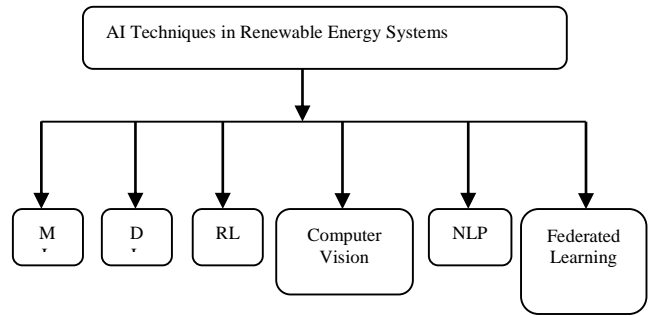 AI Techniques in Renewable Energy Systems
M
D
RL
Computer
Vision
NLP
Federated
Learning